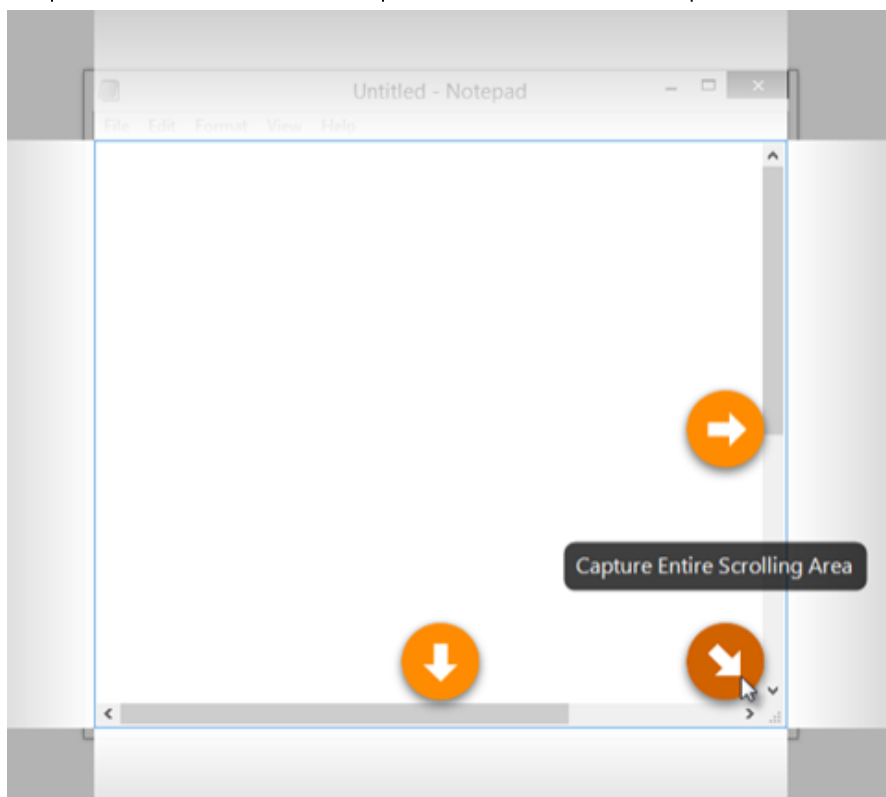 Untitled - Notepad
File Edit Format View Help
Capture Entire Scrolling Area